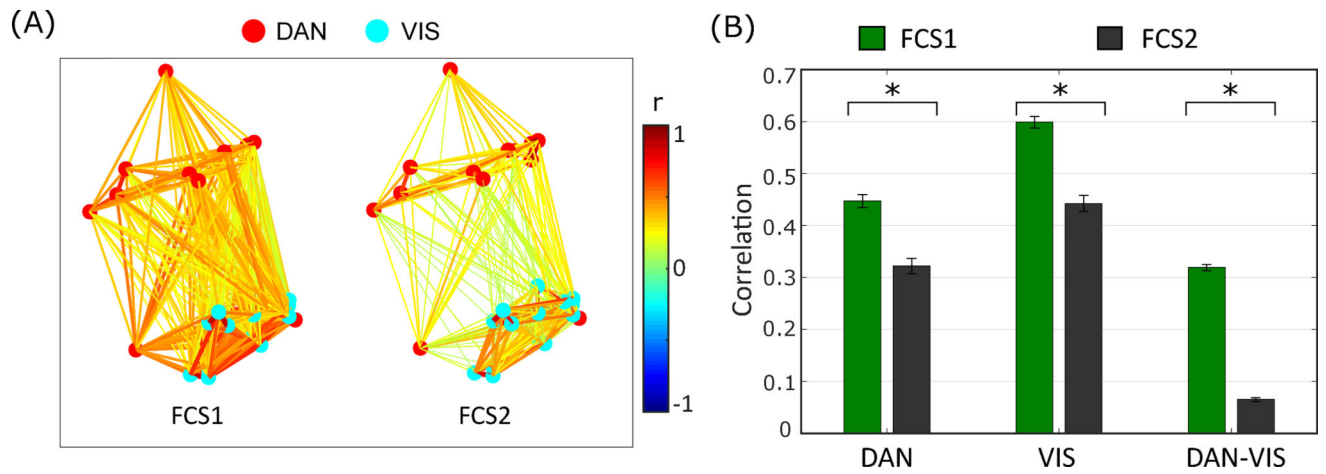 (A)
DAN
VIS
r
1
0
-1
FCS1
FCS2
(B)
FCS1
FCS2
0.7
0.6
0.5
0.4
0.3
0.2
0.1
0
Correlation
*
*
*
DAN
VIS
DAN-VIS